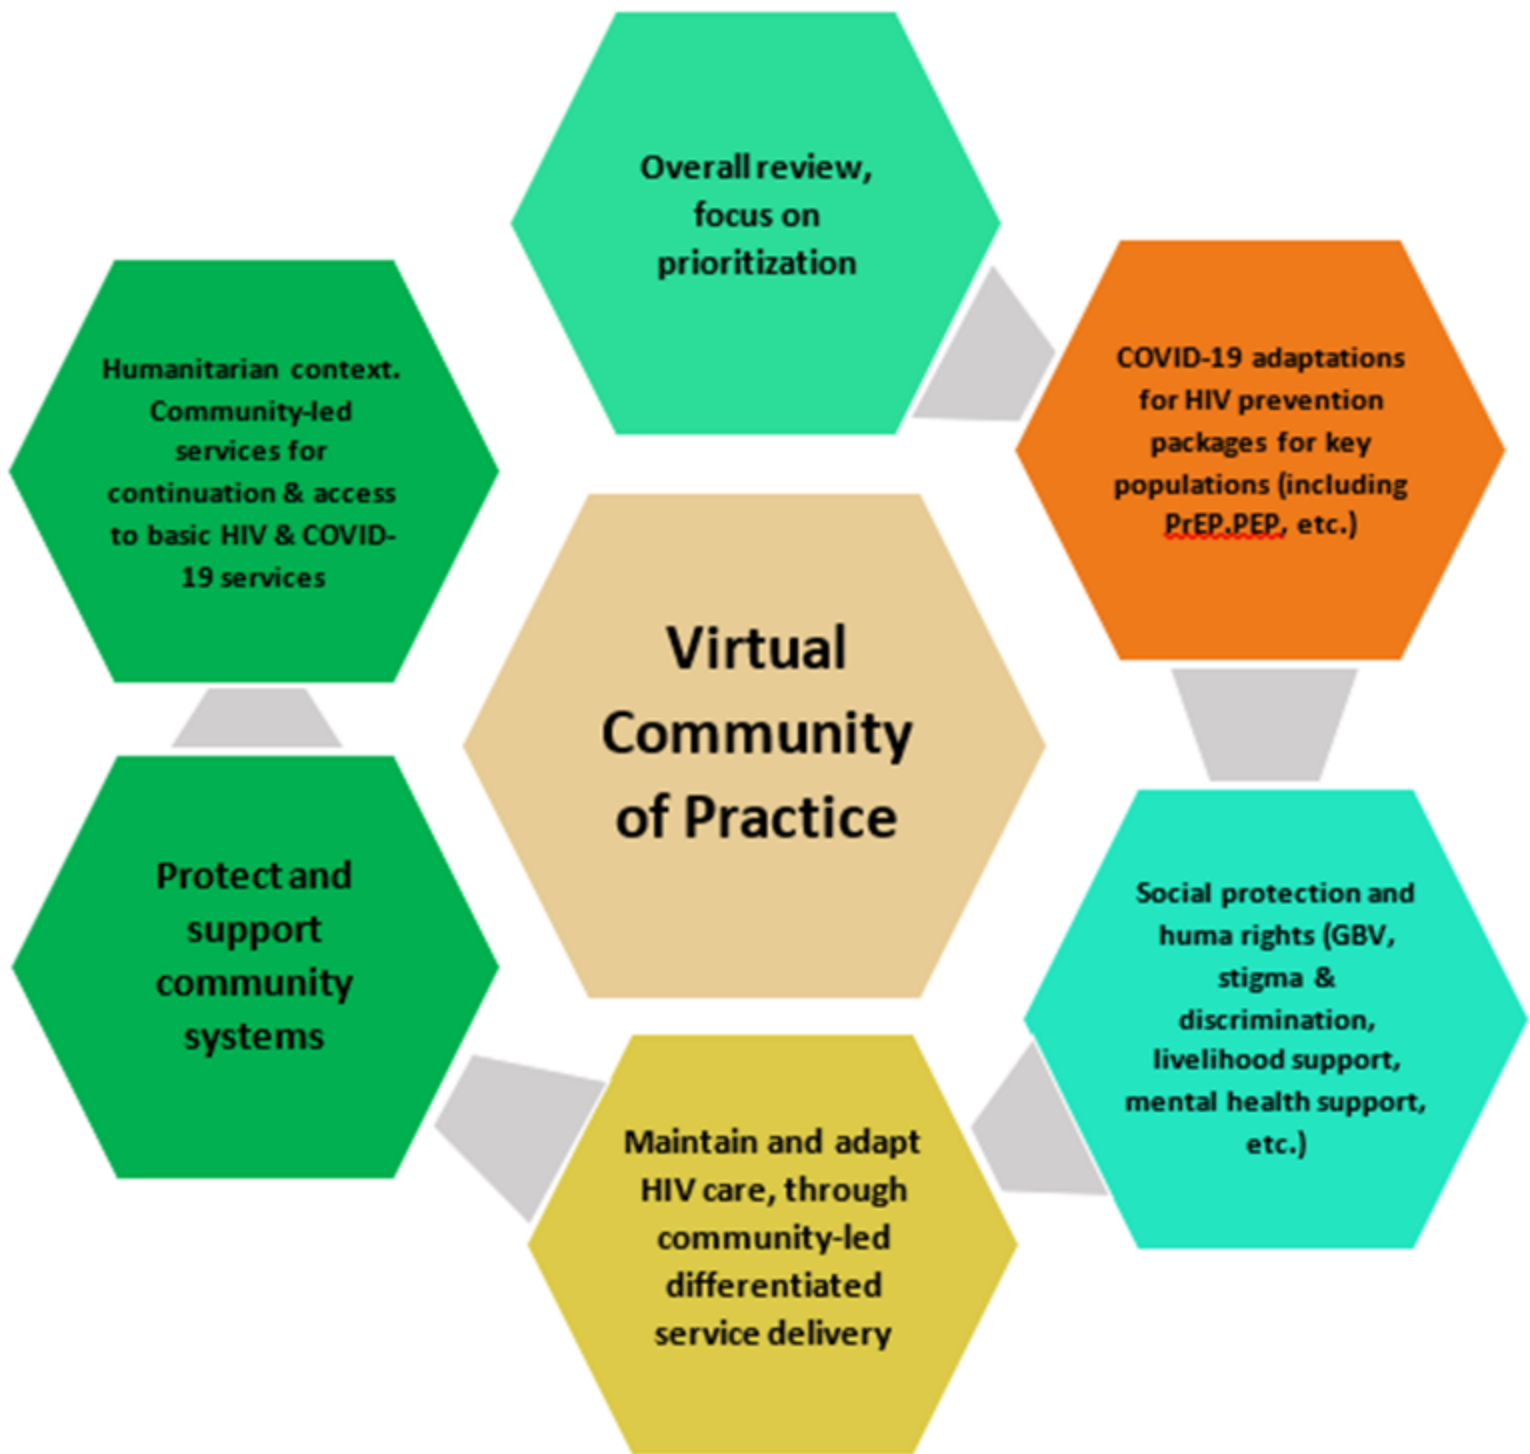 Overall review,
focus on
prioritization
COVID-19 adaptations
for HIV prevention
packages for key
populations (including
PrEP.PEP, etc.)
Social protection and
huma rights (GBV,
stigma &
discrimination,
livelihood support,
mental health support,
etc.)
Maintain and adapt
HIV care, through
community-led
differentiated
service delivery
Protect and
support
community
systems
Humanitarian context.
Community-led
services for
continuation & access
to basic HIV & COVID-
19 services
Virtual
Community
of Practice